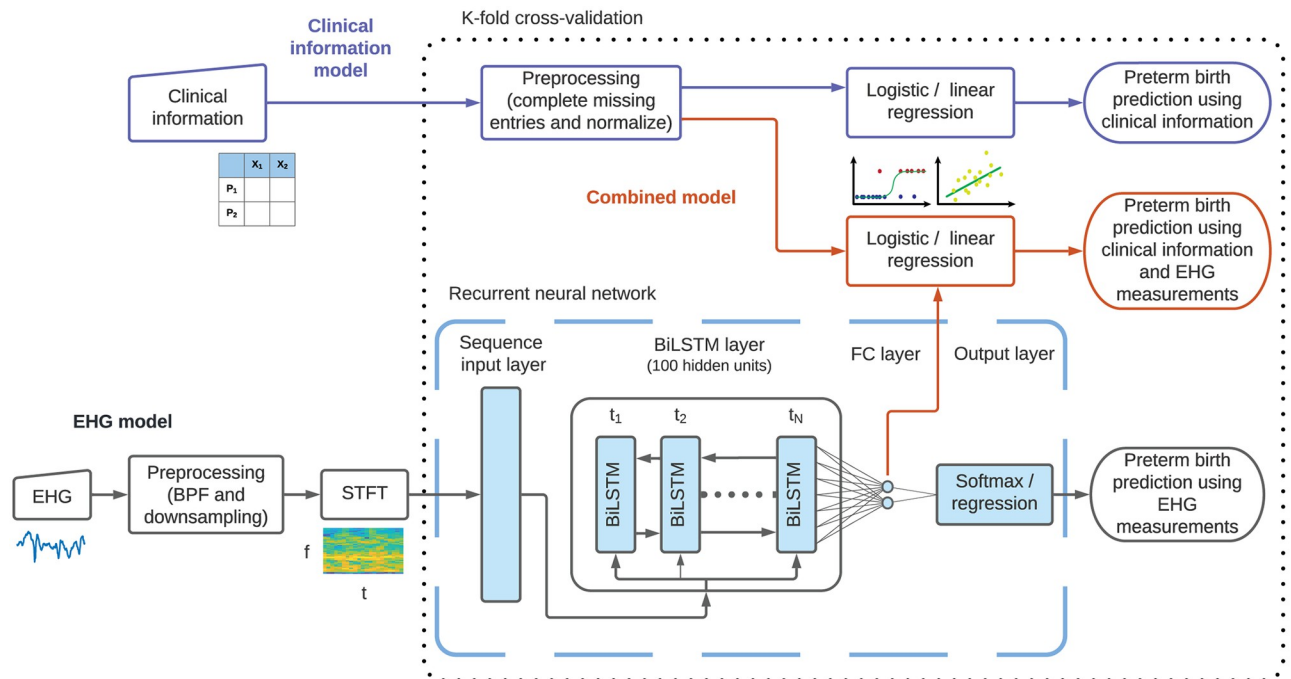 K-fold cross-validation
Clinical
information
model
Clinical
information
X₁ X₂
P₁
P₂
Preprocessing
(complete missing
entries and normalize)
Logistic / linear
regression
Preterm birth
prediction using
clinical information
Combined model
Logistic / linear
regression
Preterm birth
prediction using
clinical information
and EHG
measurements
Recurrent neural network
Sequence
input layer
BiLSTM layer
(100 hidden units)
FC layer
Output layer
t₁ t₂ tN
BiLSTM
BiLSTM
BiLSTM
Softmax /
regression
EHG model
EHG
Preprocessing
(BPF and
downsampling)
STFT
f
t
Preterm birth
prediction using
EHG
measurements